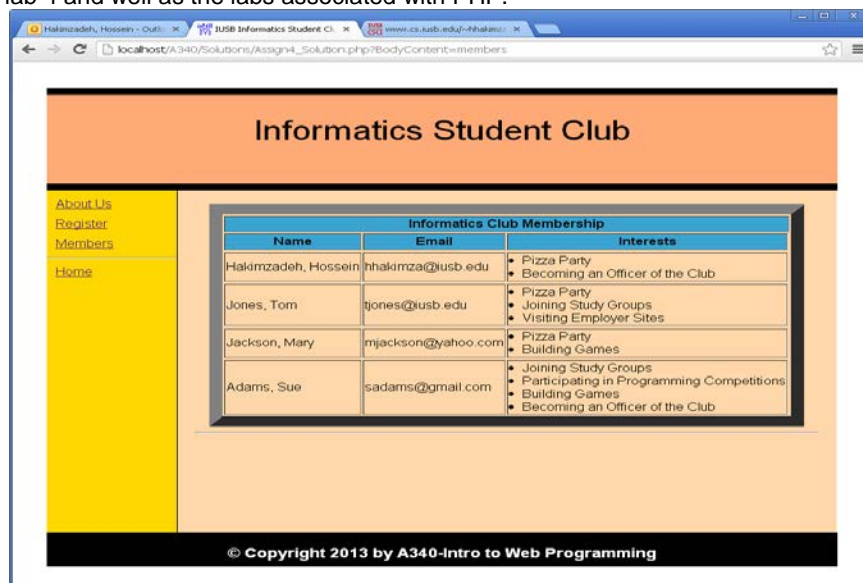 lab 4 and well as the labs associated with PHP.
Hakimzadeh, Hossein - Outl
IUSB Informatics Student Cl
www.cs.iusb.edu/~hhakimza
localhost/A340/Solutions/Assign4_Solution.php?BodyContent=members
Informatics Student Club
About Us
Register
Members
Home
Informatics Club Membership
Name Email Interests
Hakimzadeh, Hossein hhakimza@iusb.edu
• Pizza Party
• Becoming an Officer of the Club
Jones, Tom tjones@iusb.edu
• Pizza Party
• Joining Study Groups
• Visiting Employer Sites
Jackson, Mary mjackson@yahoo.com
• Pizza Party
• Building Games
Adams, Sue sadams@gmail.com
• Joining Study Groups
• Participating in Programming Competitions
• Building Games
• Becoming an Officer of the Club
© Copyright 2013 by A340-Intro to Web Programming